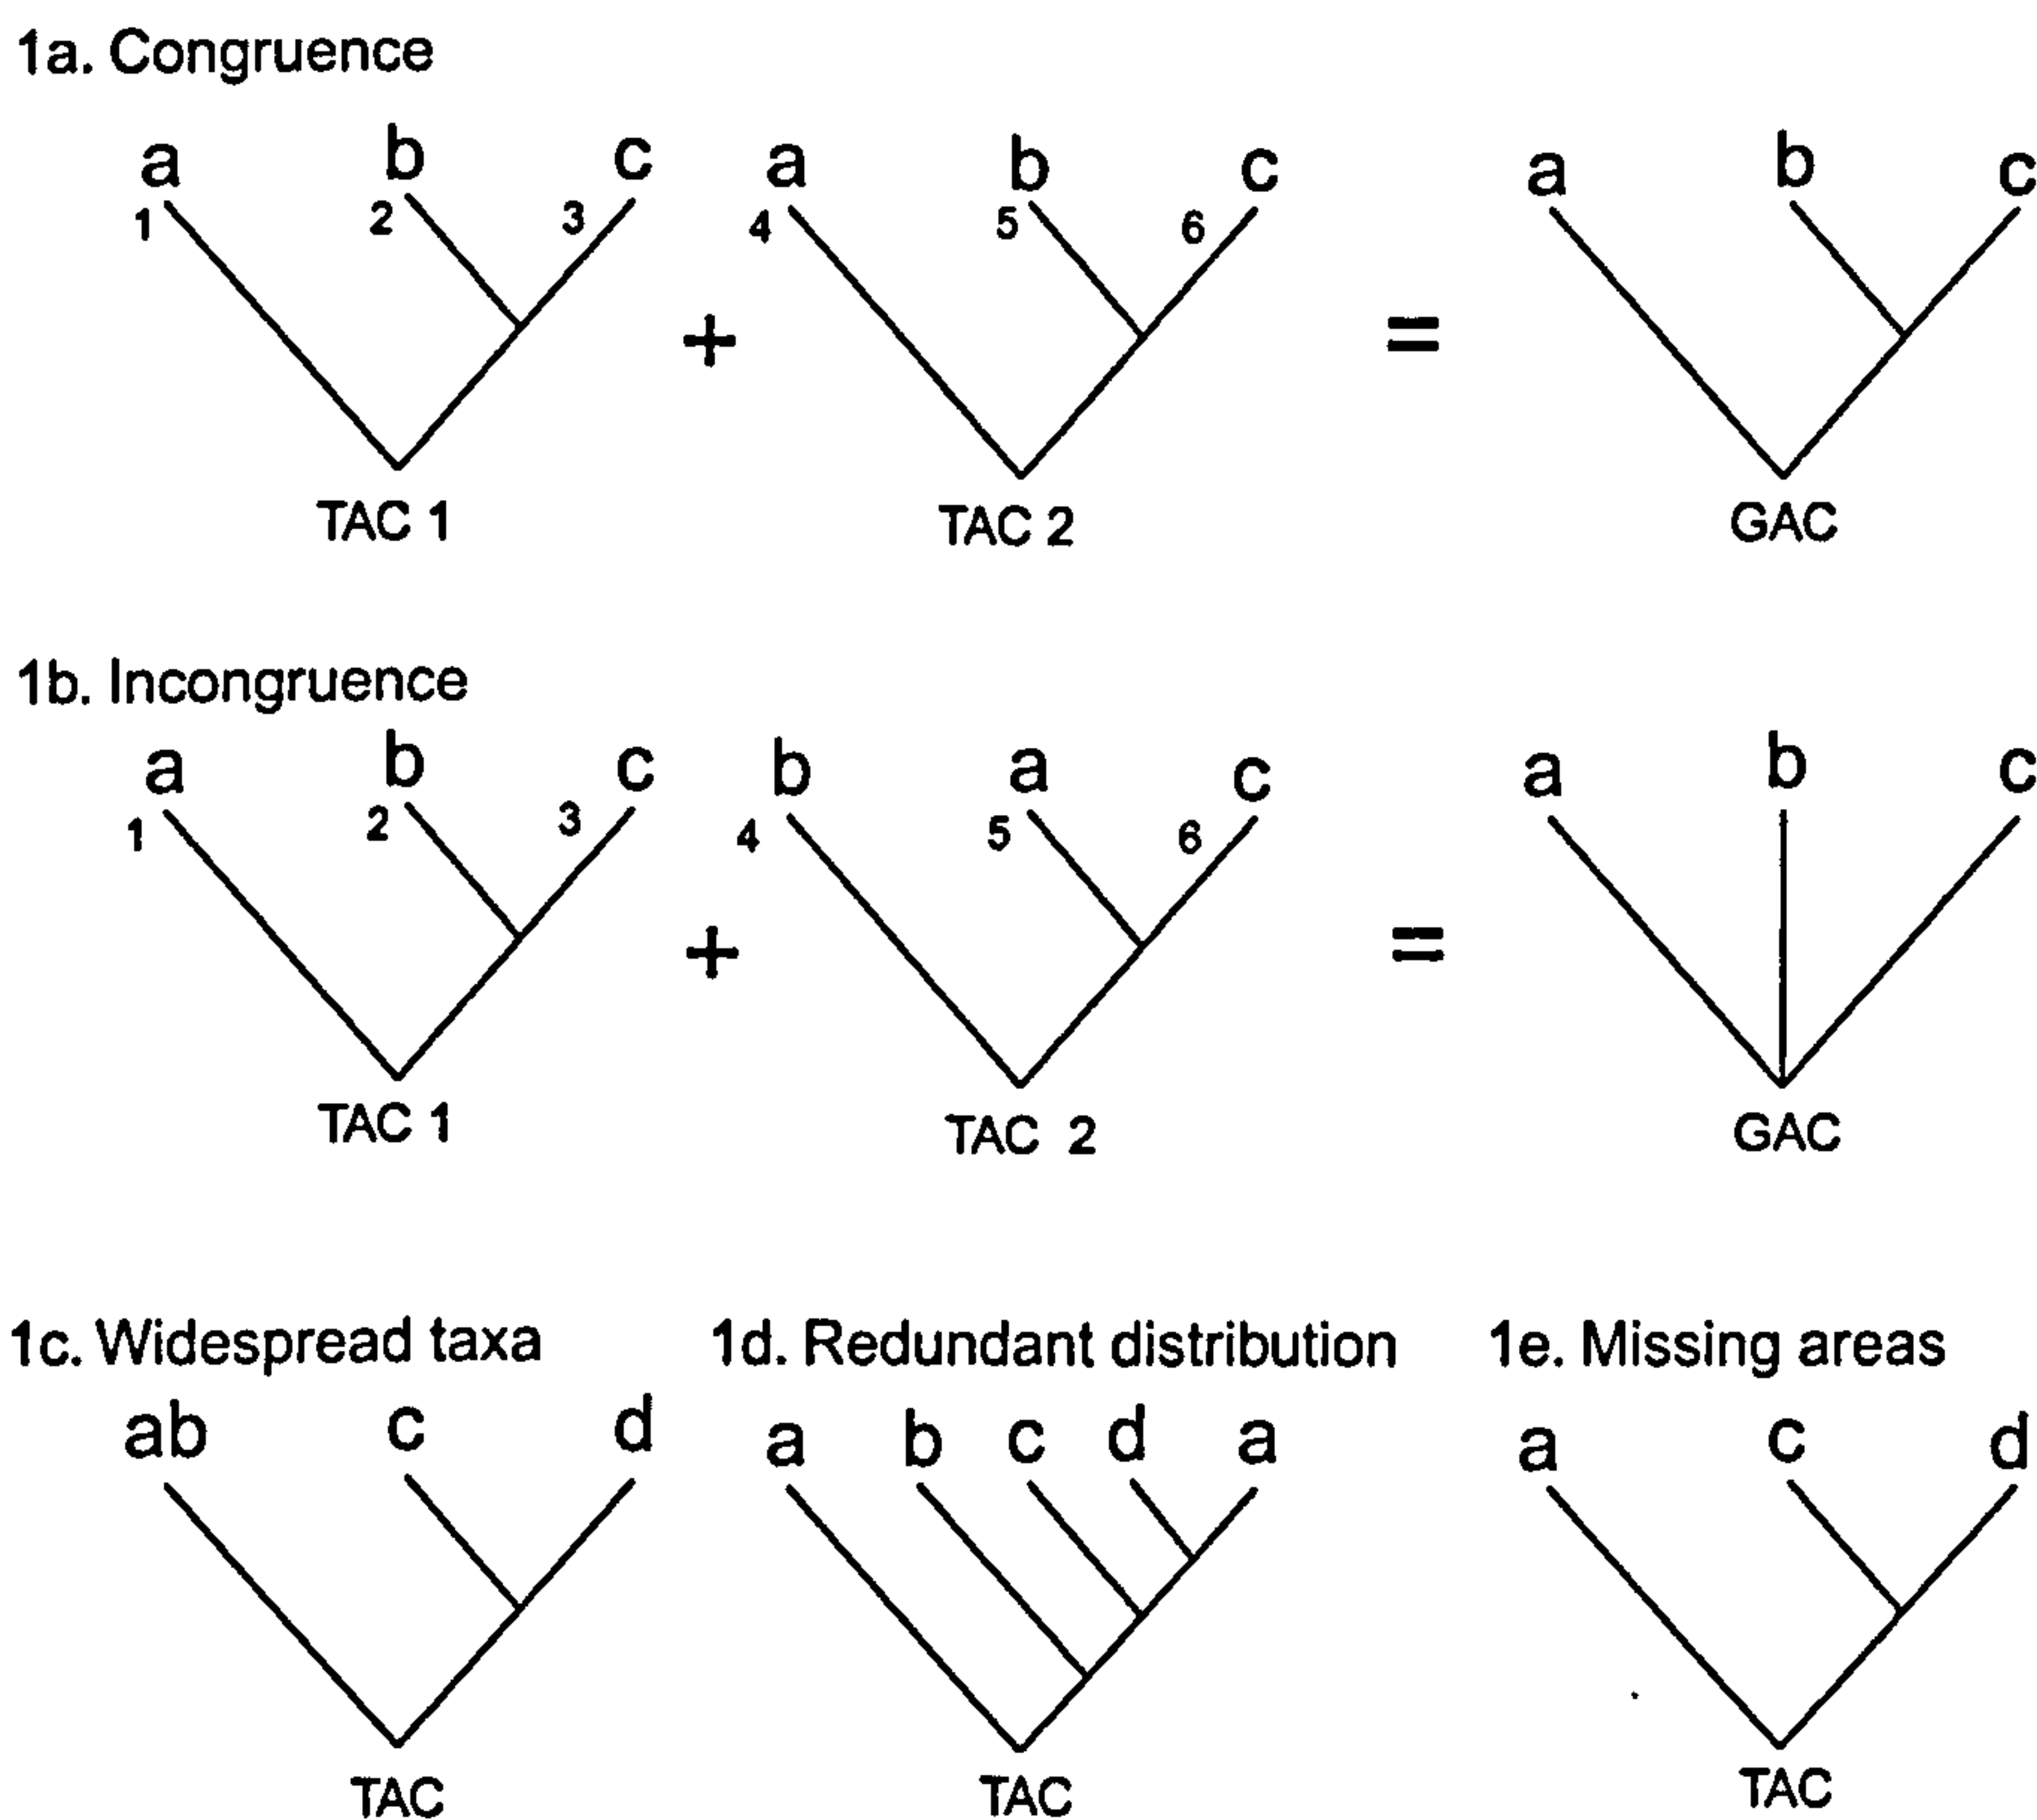 1a. Congruence
a b c a b c a b c
1 2 3 4 5 6
+ =
TAC 1 TAC 2 GAC
1b. Incongruence
a b c b a c a b c
1 2 3 4 5 6
+ =
TAC 1 TAC 2 GAC
1c. Widespread taxa 1d. Redundant distribution 1e. Missing areas
ab c d a b c d a a c d
TAC TAC TAC